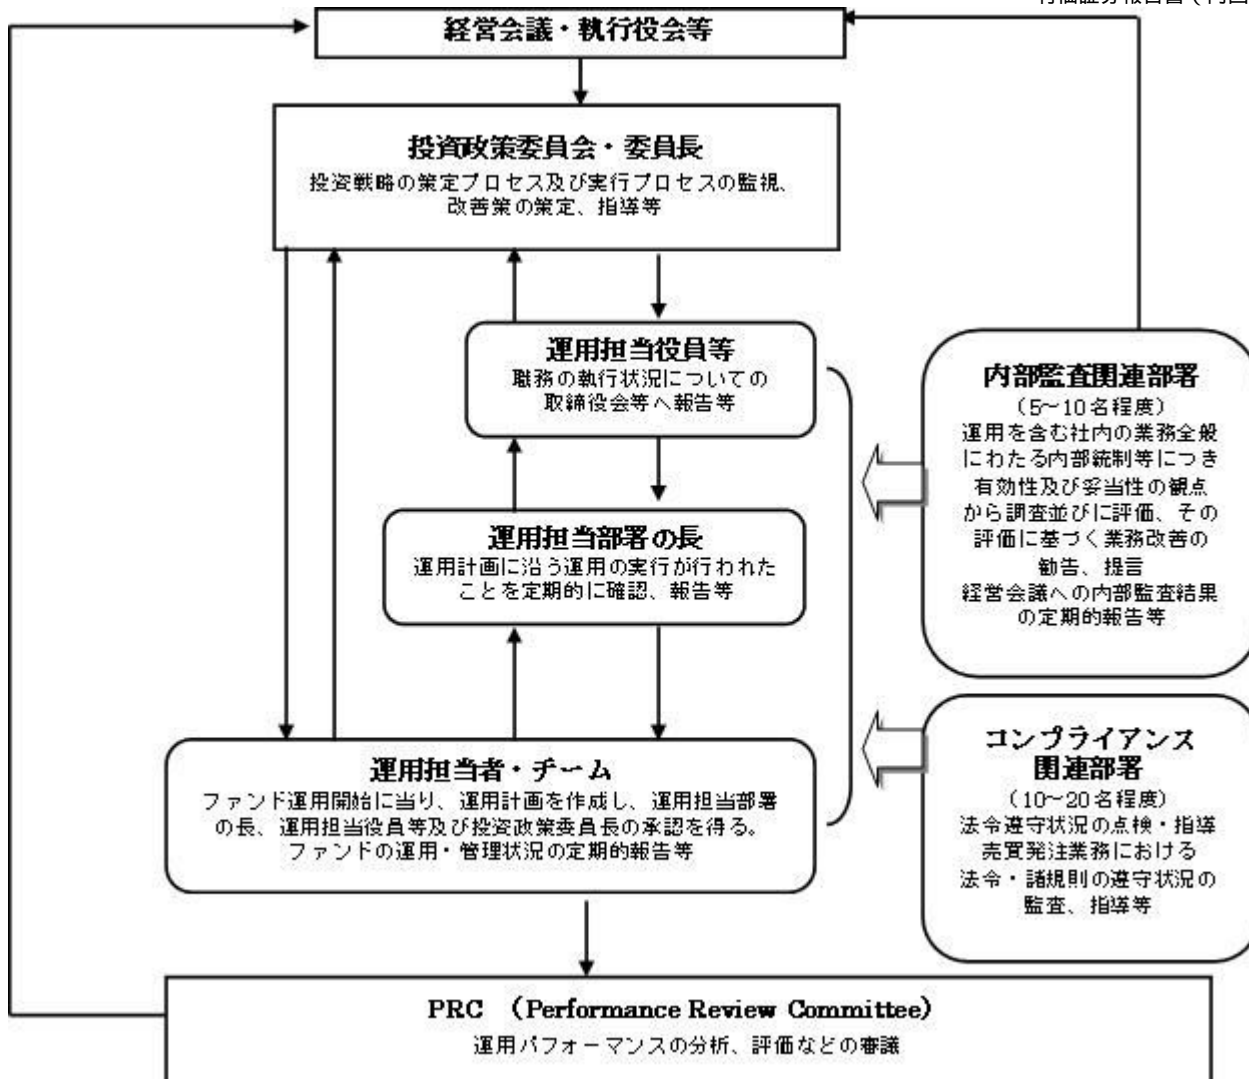 経営会議・執行役会等
投資政策委員会・委員長
投資戦略の策定プロセス及び実行プロセスの監視、
改善策の策定、指導等
運用担当役員等
職務の執行状況についての
取締役会等へ報告等
運用担当部署の長
運用計画に沿う運用の実行が行われた
ことを定期的に確認、報告等
運用担当者・チーム
ファンド運用開始に当り、運用計画を作成し、運用担当部署
の長、運用担当役員等及び投資政策委員長の承認を得る。
ファンドの運用・管理状況の定期的報告等
内部監査関連部署
（5～10名程度）
運用を含む社内の業務全般
にわたる内部統制等につき
有効性及び妥当性の観点
から調査並びに評価、その
評価に基づく業務改善の
勧告、提言
経営会議への内部監査結果
の定期的報告等
コンプライアンス
関連部署
（10～20名程度）
法令遵守状況の点検・指導
売買発注業務における
法令・諸規則の遵守状況の
監査、指導等
PRC （Performance Review Committee）
運用パフォーマンスの分析、評価などの審議